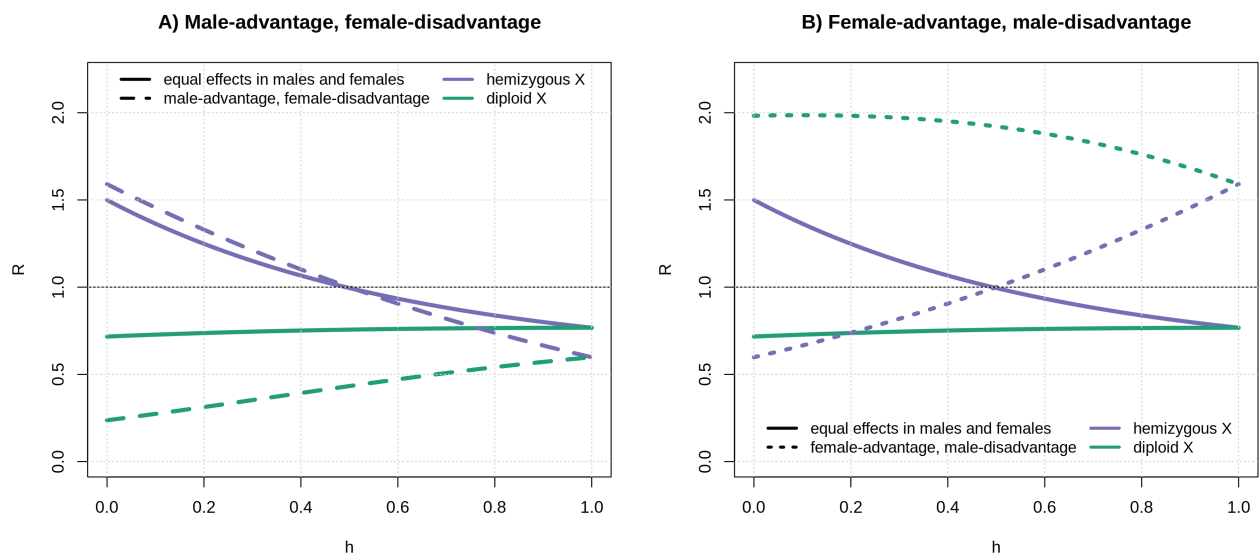 A) Male-advantage, female-disadvantage
equal effects in males and females
male-advantage, female-disadvantage
hemizygous X
diploid X
R
2.0
1.5
1.0
0.5
0.0
0.0 0.2 0.4 0.6 0.8 1.0
h
B) Female-advantage, male-disadvantage
R
2.0
1.5
1.0
0.5
0.0
equal effects in males and females
female-advantage, male-disadvantage
hemizygous X
diploid X
0.0 0.2 0.4 0.6 0.8 1.0
h